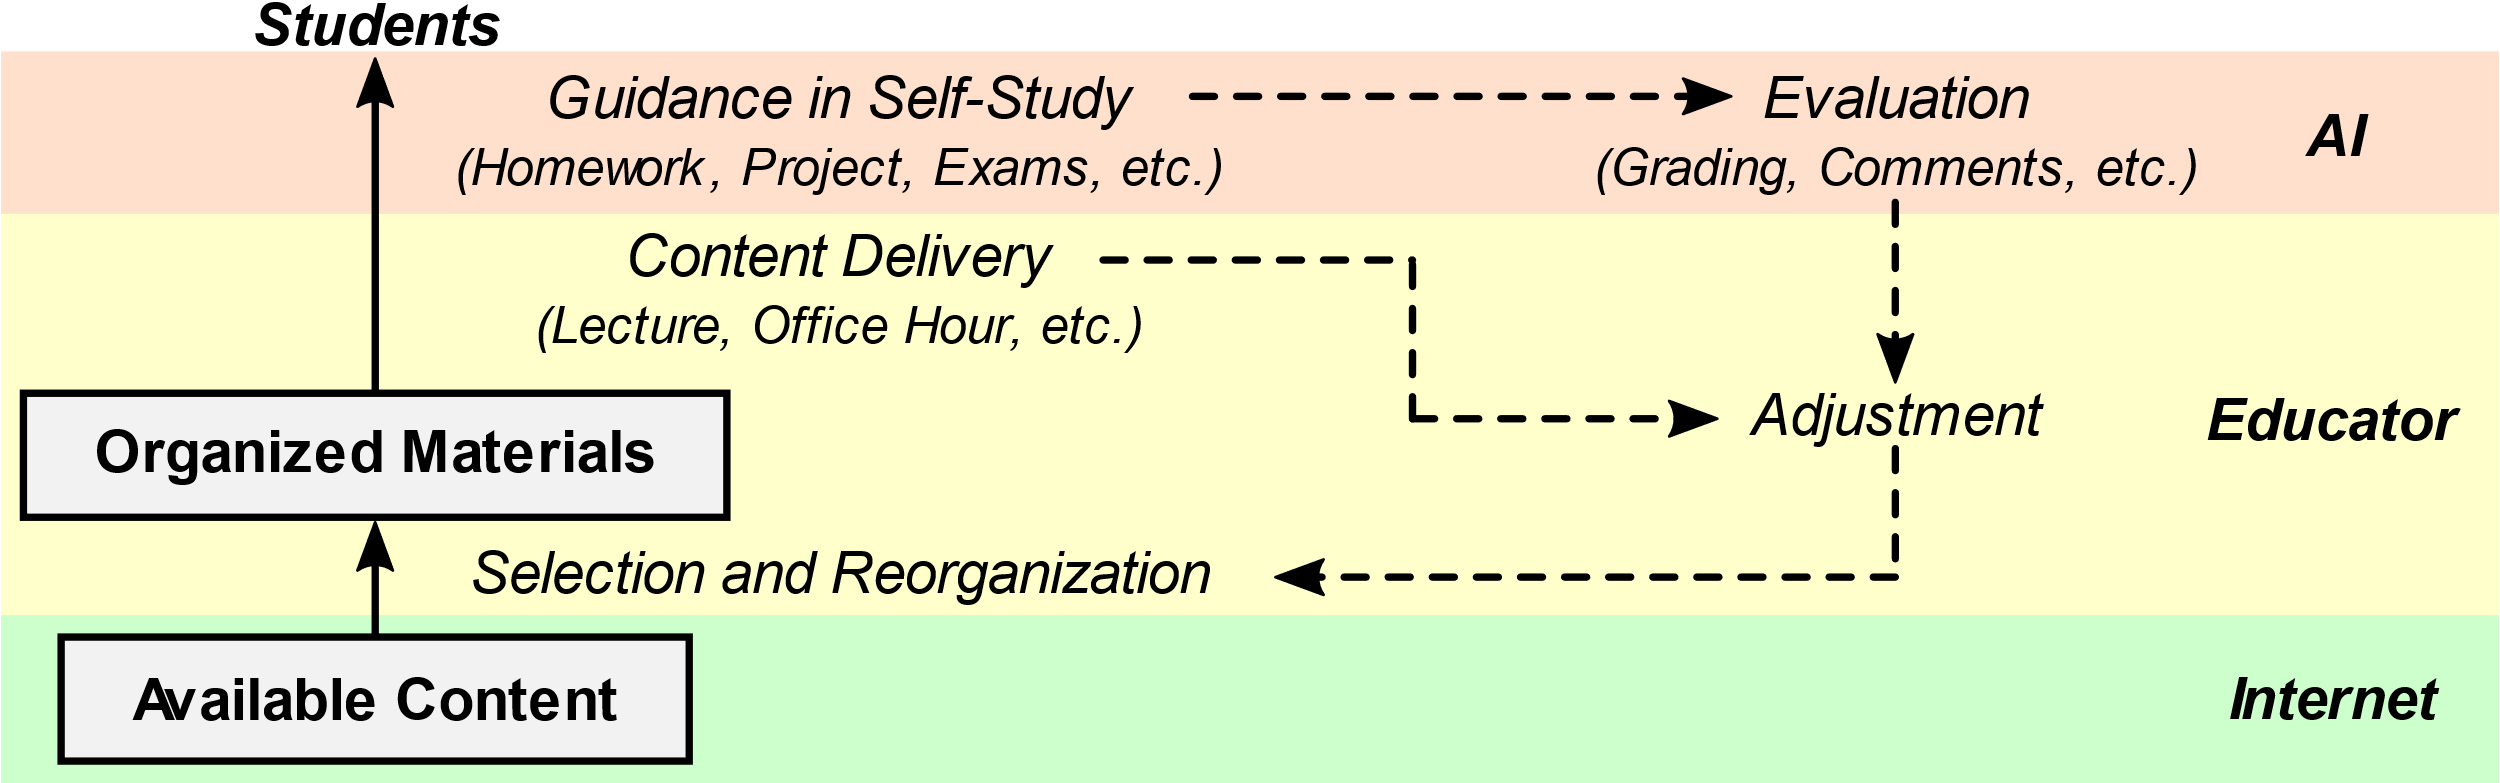 Students
Guidance in Self-Study
(Homework, Project, Exams, etc.)
Evaluation
(Grading, Comments, etc.)
AI
Content Delivery
(Lecture, Office Hour, etc.)
Organized Materials
Adjustment
Educator
Selection and Reorganization
Available Content
Internet